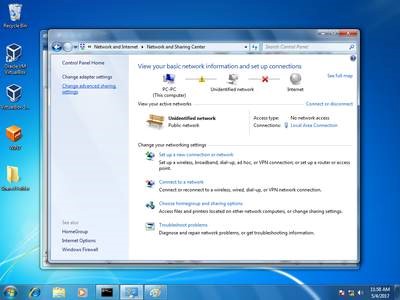 Recycle Bin
Network and Internet
Network and Sharing Center
Search Control Panel
Control Panel Home
View your basic network information and set up connections
Change adapter settings
Change advanced sharing settings
See full map
PC-PC
(This computer)
Unidentified network
Internet
Oracle VM
VirtualBox
View your active networks
Connect or disconnect
Unidentified network
Public network
Access type:
No network access
Connections:
Local Area Connection
Change your networking settings
Set up a new connection or network
Set up a wireless, broadband, dial-up, ad hoc, or VPN connection; or set up a router or access point.
Connect to a network
Connect or reconnect to a wireless, wired, dial-up, or VPN network connection.
Choose homegroup and sharing options
Access files and printers located on other network computers, or change sharing settings.
Troubleshoot problems
Diagnose and repair network problems, or get troubleshooting information.
See also
HomeGroup
Internet Options
Windows Firewall
10:58 AM
5/4/2017